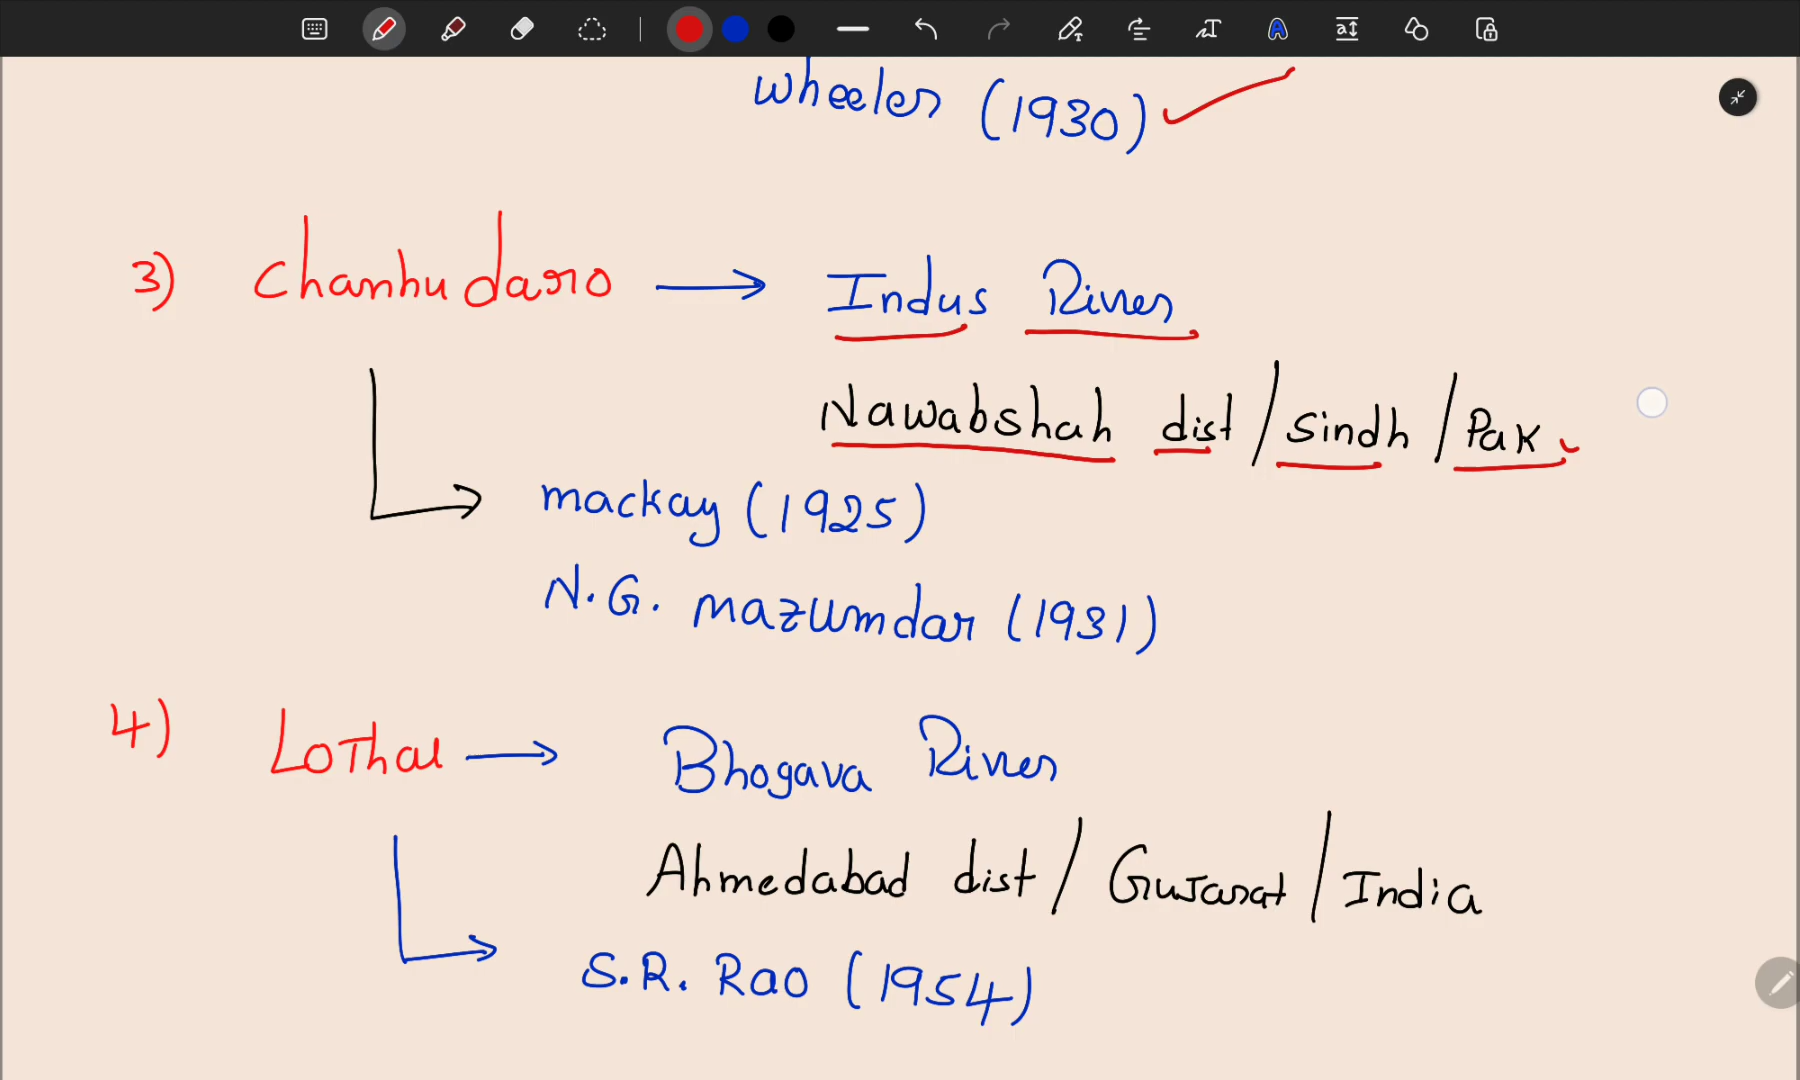 wheeler (1930)
3) Chanhudaro → Indus River
Nawabshah dist / Sindh / Pak
mackay (1925)
N.G. mazumdar (1931)
4) LoThal → Bhogava River
Ahmedabad dist / Gujarat / India
S.R. Rao (1954)